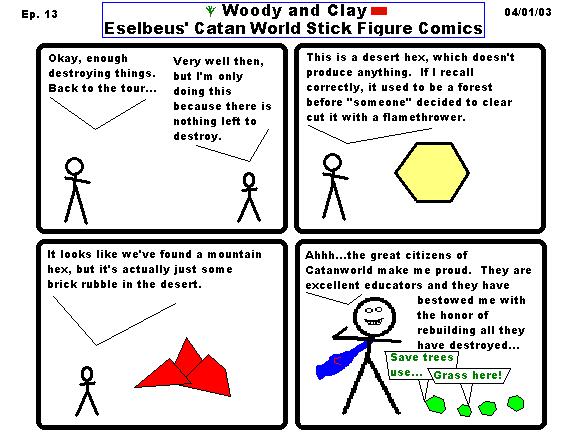 Ep. 13
Woody and Clay
04/01/03
Eselbeus' Catan World Stick Figure Comics
Okay, enough
destroying things.
Back to the tour...
Very well then,
but I'm only
doing this
because there is
nothing left to
destroy.
This is a desert hex, which doesn't
produce anything.  If I recall
correctly, it used to be a forest
before "someone" decided to clear
cut it with a flamethrower.
It looks like we've found a mountain
hex, but it's actually just some
brick rubble in the desert.
Ahhh...the great citizens of
Catanworld make me proud.  They are
excellent educators and they have
bestowed me with
the honor of
rebuilding all they
have destroyed...
Save trees
use...
Grass here!